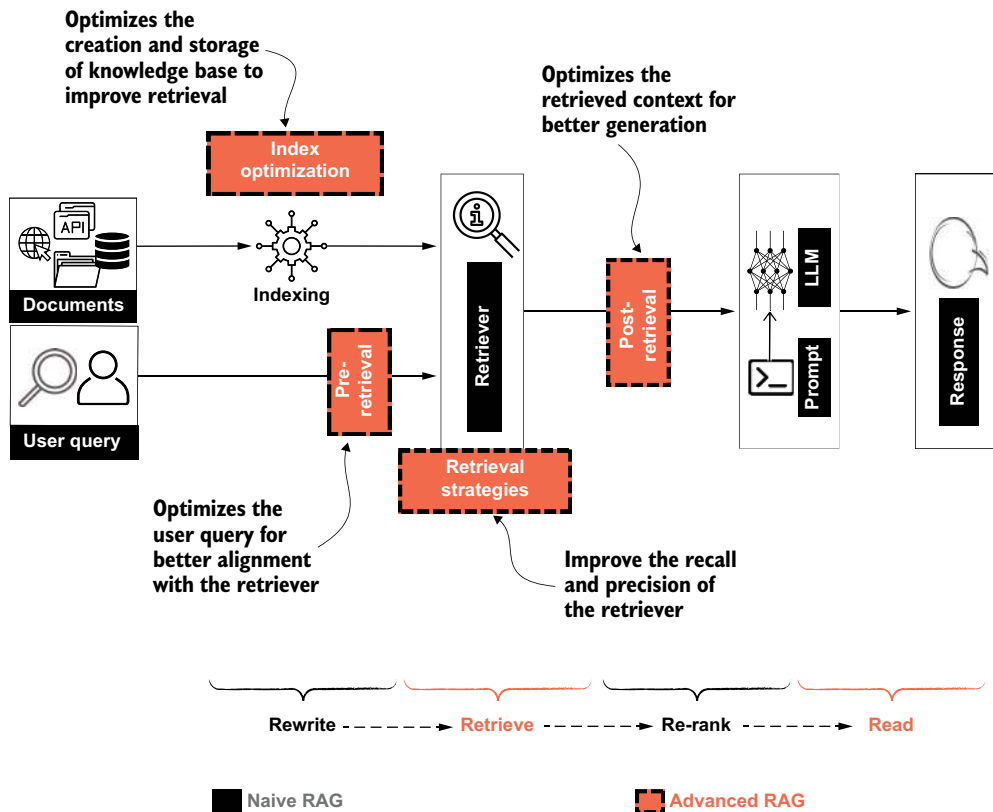 Optimizes the
creation and storage
of knowledge base to
improve retrieval
Optimizes the
retrieved context for
better generation
Index
optimization
API
Documents
Indexing
User query
Pre-
retrieval
Retriever
Retrieval
strategies
Post-
retrieval
LLM
Prompt
>_
Response
Optimizes the
user query for
better alignment
with the retriever
Improve the recall
and precision of
the retriever
Rewrite
Retrieve
Re-rank
Read
Naive RAG
Advanced RAG